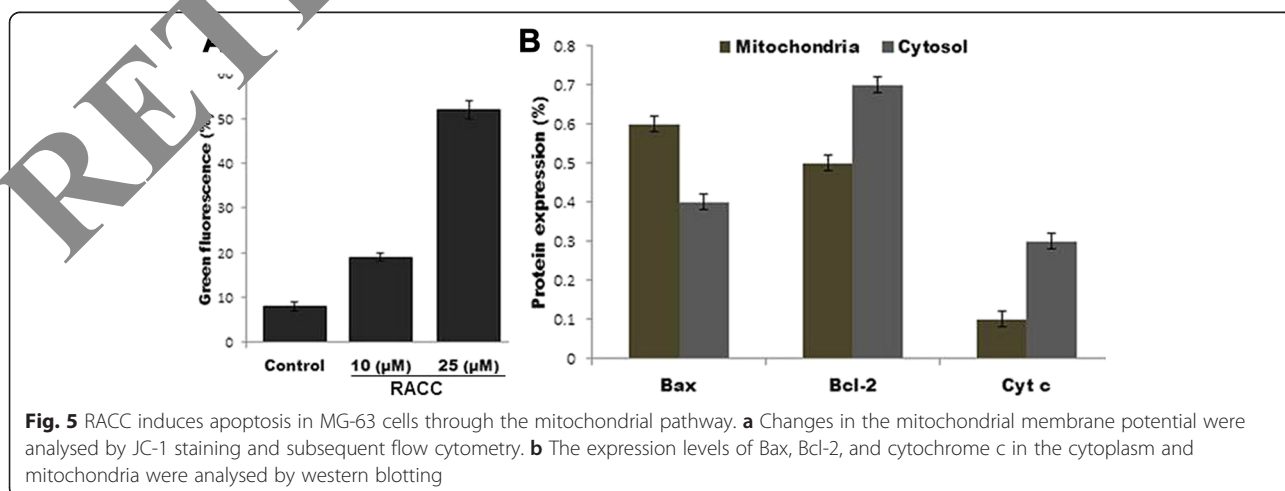 RET
A
B
Mitochondria Cytosol
Green fluorescence (%)
50
40
30
20
10
0
Control 10 (µM) 25 (µM)
RACC
Protein expression (%)
0.8
0.7
0.6
0.5
0.4
0.3
0.2
0.1
0
Bax Bcl-2 Cyt c
Fig. 5 RACC induces apoptosis in MG-63 cells through the mitochondrial pathway. a Changes in the mitochondrial membrane potential were
analysed by JC-1 staining and subsequent flow cytometry. b The expression levels of Bax, Bcl-2, and cytochrome c in the cytoplasm and
mitochondria were analysed by western blotting